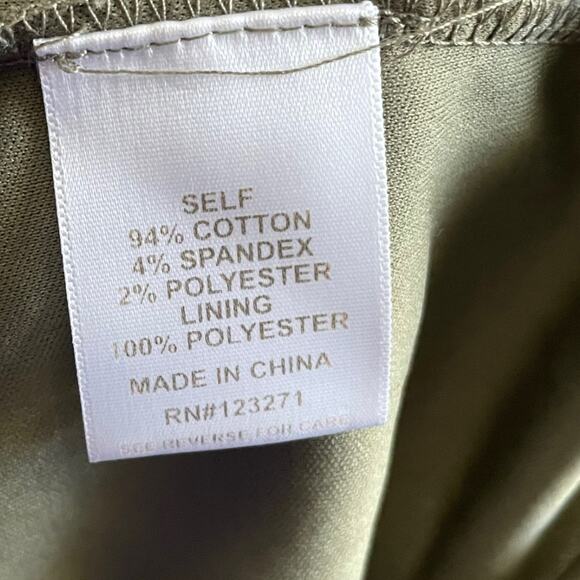 SELF
94% COTTON
4% SPANDEX
2% POLYESTER
LINING
100% POLYESTER
MADE IN CHINA
RN#123271
SEE REVERSE FOR CARE